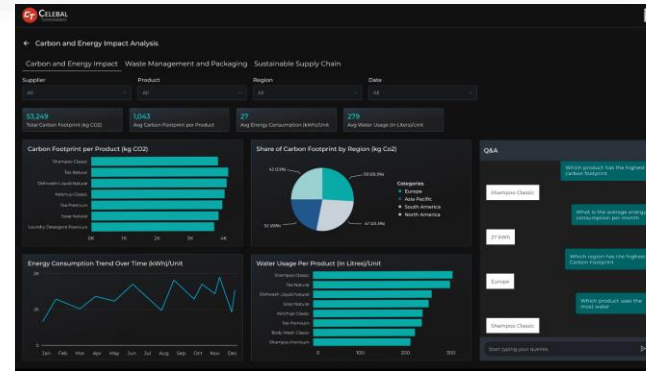 CT CELEBAL
TECHNOLOGIES
← Carbon and Energy Impact Analysis
Carbon and Energy Impact Waste Management and Packaging Sustainable Supply Chain
Supplier Product Region Date
All All All All
53,249 1,043 27 279
Total Carbon Footprint (kg CO2) Avg Carbon Footprint per Product Avg Energy Consumption (kWh)/Unit Avg Water Usage (in Liters)/Unit
Carbon Footprint per Product (kg CO2)
Shampoo Classic
Tea Natural
Dishwash Liquid Natural
Ketchup Classic
Tea Premium
Soap Natural
Laundry Detergent Premium
0K 1K 2K 3K 4K
Share of Carbon Footprint by Region (kg Co2)
Categories
Europe
Asia Pacific
South America
North America
Energy Consumption Trend Over Time (kWh)/Unit
Jan Feb Mar Apr May Jun Jul Aug Sep Oct Nov Dec
Water Usage Per Product (in Litres)/Unit
Shampoo Classic
Tea Natural
Dishwash Liquid Natural
Soap Natural
Ketchup Classic
Tea Premium
Body Wash Classic
Shampoo Premium
0 100 200 300
Q&A
Which product has the highest
carbon footprint
Shampoo Classic
What is the average energy
consumption per month
27 kWh
Which region has the highest
Carbon Footprint
Europe
Which product uses the
most water
Shampoo Classic
Start typing your queries